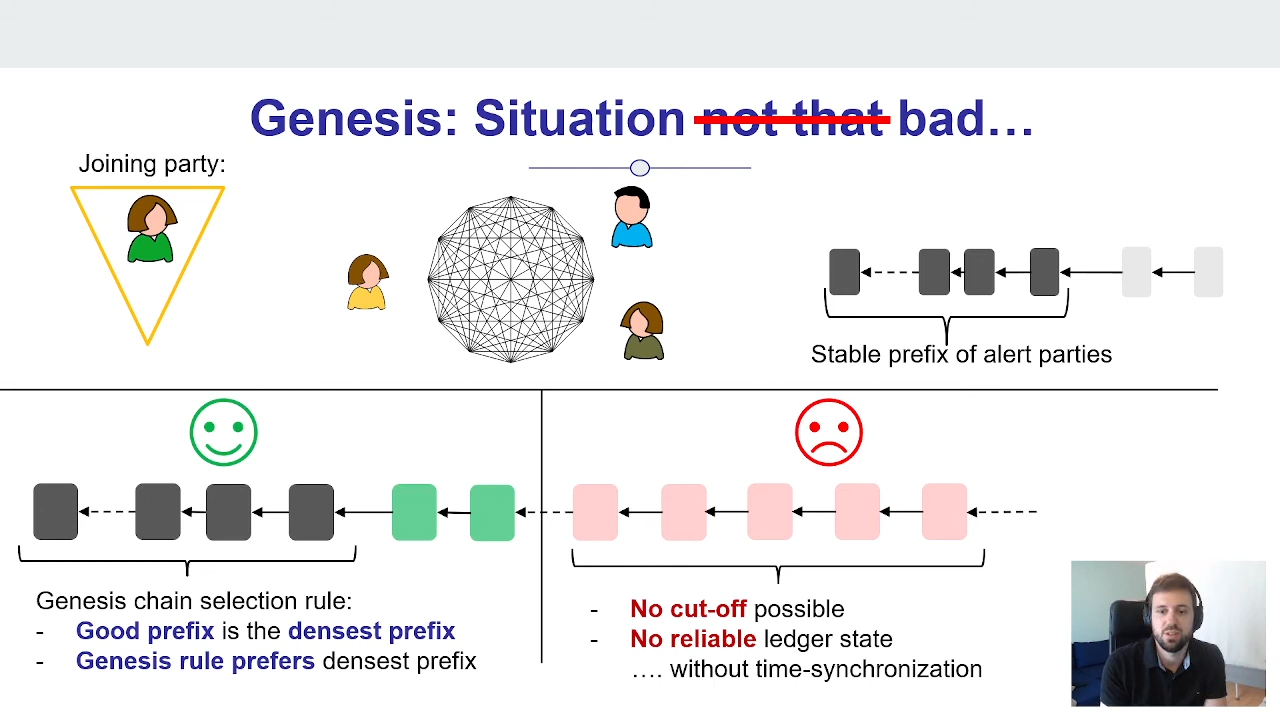 Genesis: Situation not that bad…
Joining party:
Stable prefix of alert parties
Genesis chain selection rule:
- Good prefix is the densest prefix
- Genesis rule prefers densest prefix
- No cut-off possible
- No reliable ledger state
…. without time-synchronization